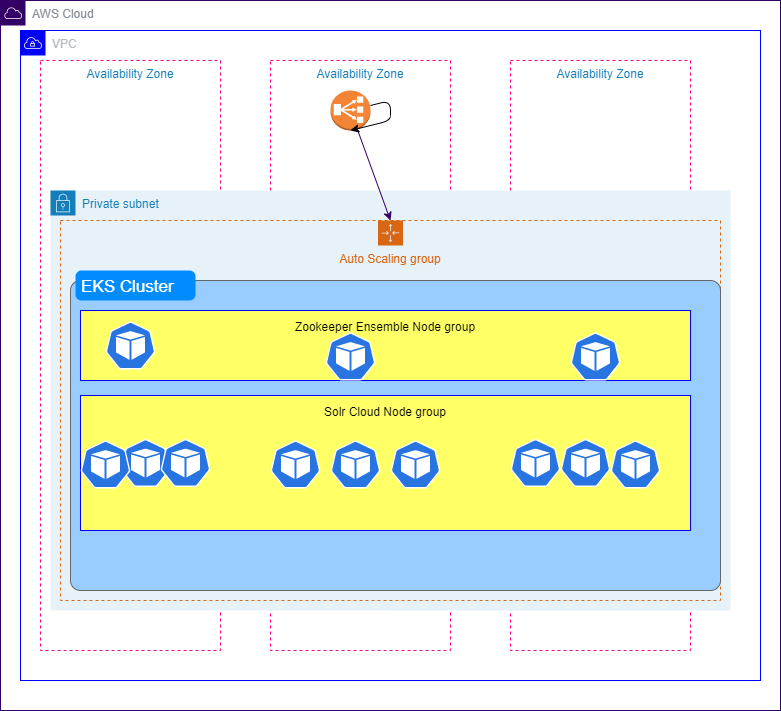 AWS Cloud
VPC
Availability Zone
Availability Zone
Availability Zone
Private subnet
Auto Scaling group
EKS Cluster
Zookeeper Ensemble Node group
Solr Cloud Node group